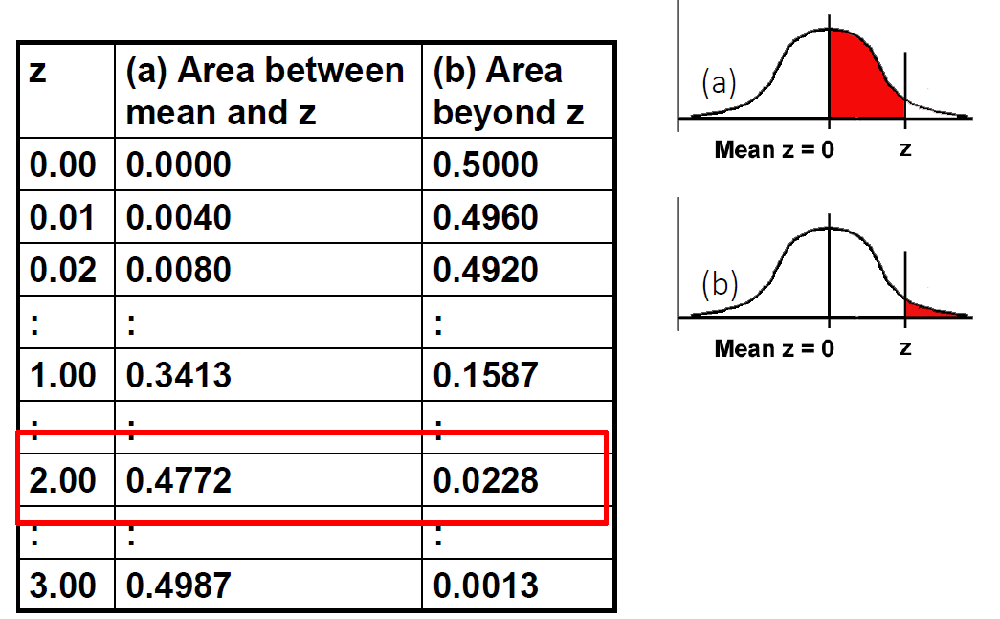 z (a) Area between mean and z (b) Area beyond z
0.00 0.0000 0.5000
0.01 0.0040 0.4960
0.02 0.0080 0.4920
: : :
1.00 0.3413 0.1587
: : :
2.00 0.4772 0.0228
: : :
3.00 0.4987 0.0013
(a)
Mean z = 0 z
(b)
Mean z = 0 z